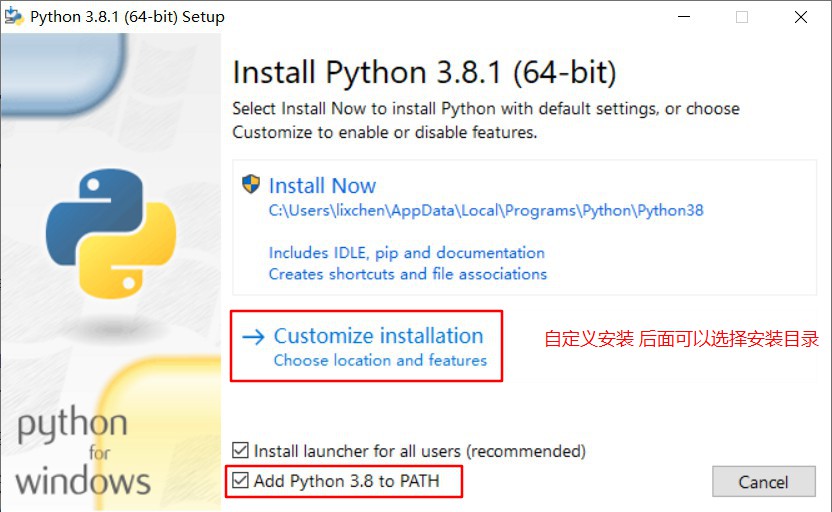 Python 3.8.1 (64-bit) Setup
Install Python 3.8.1 (64-bit)
Select Install Now to install Python with default settings, or choose
Customize to enable or disable features.
Install Now
C:\Users\lixchen\AppData\Local\Programs\Python\Python38
Includes IDLE, pip and documentation
Creates shortcuts and file associations
Customize installation
Choose location and features
自定义安装 后面可以选择安装目录
python
for
windows
Install launcher for all users (recommended)
Add Python 3.8 to PATH
Cancel